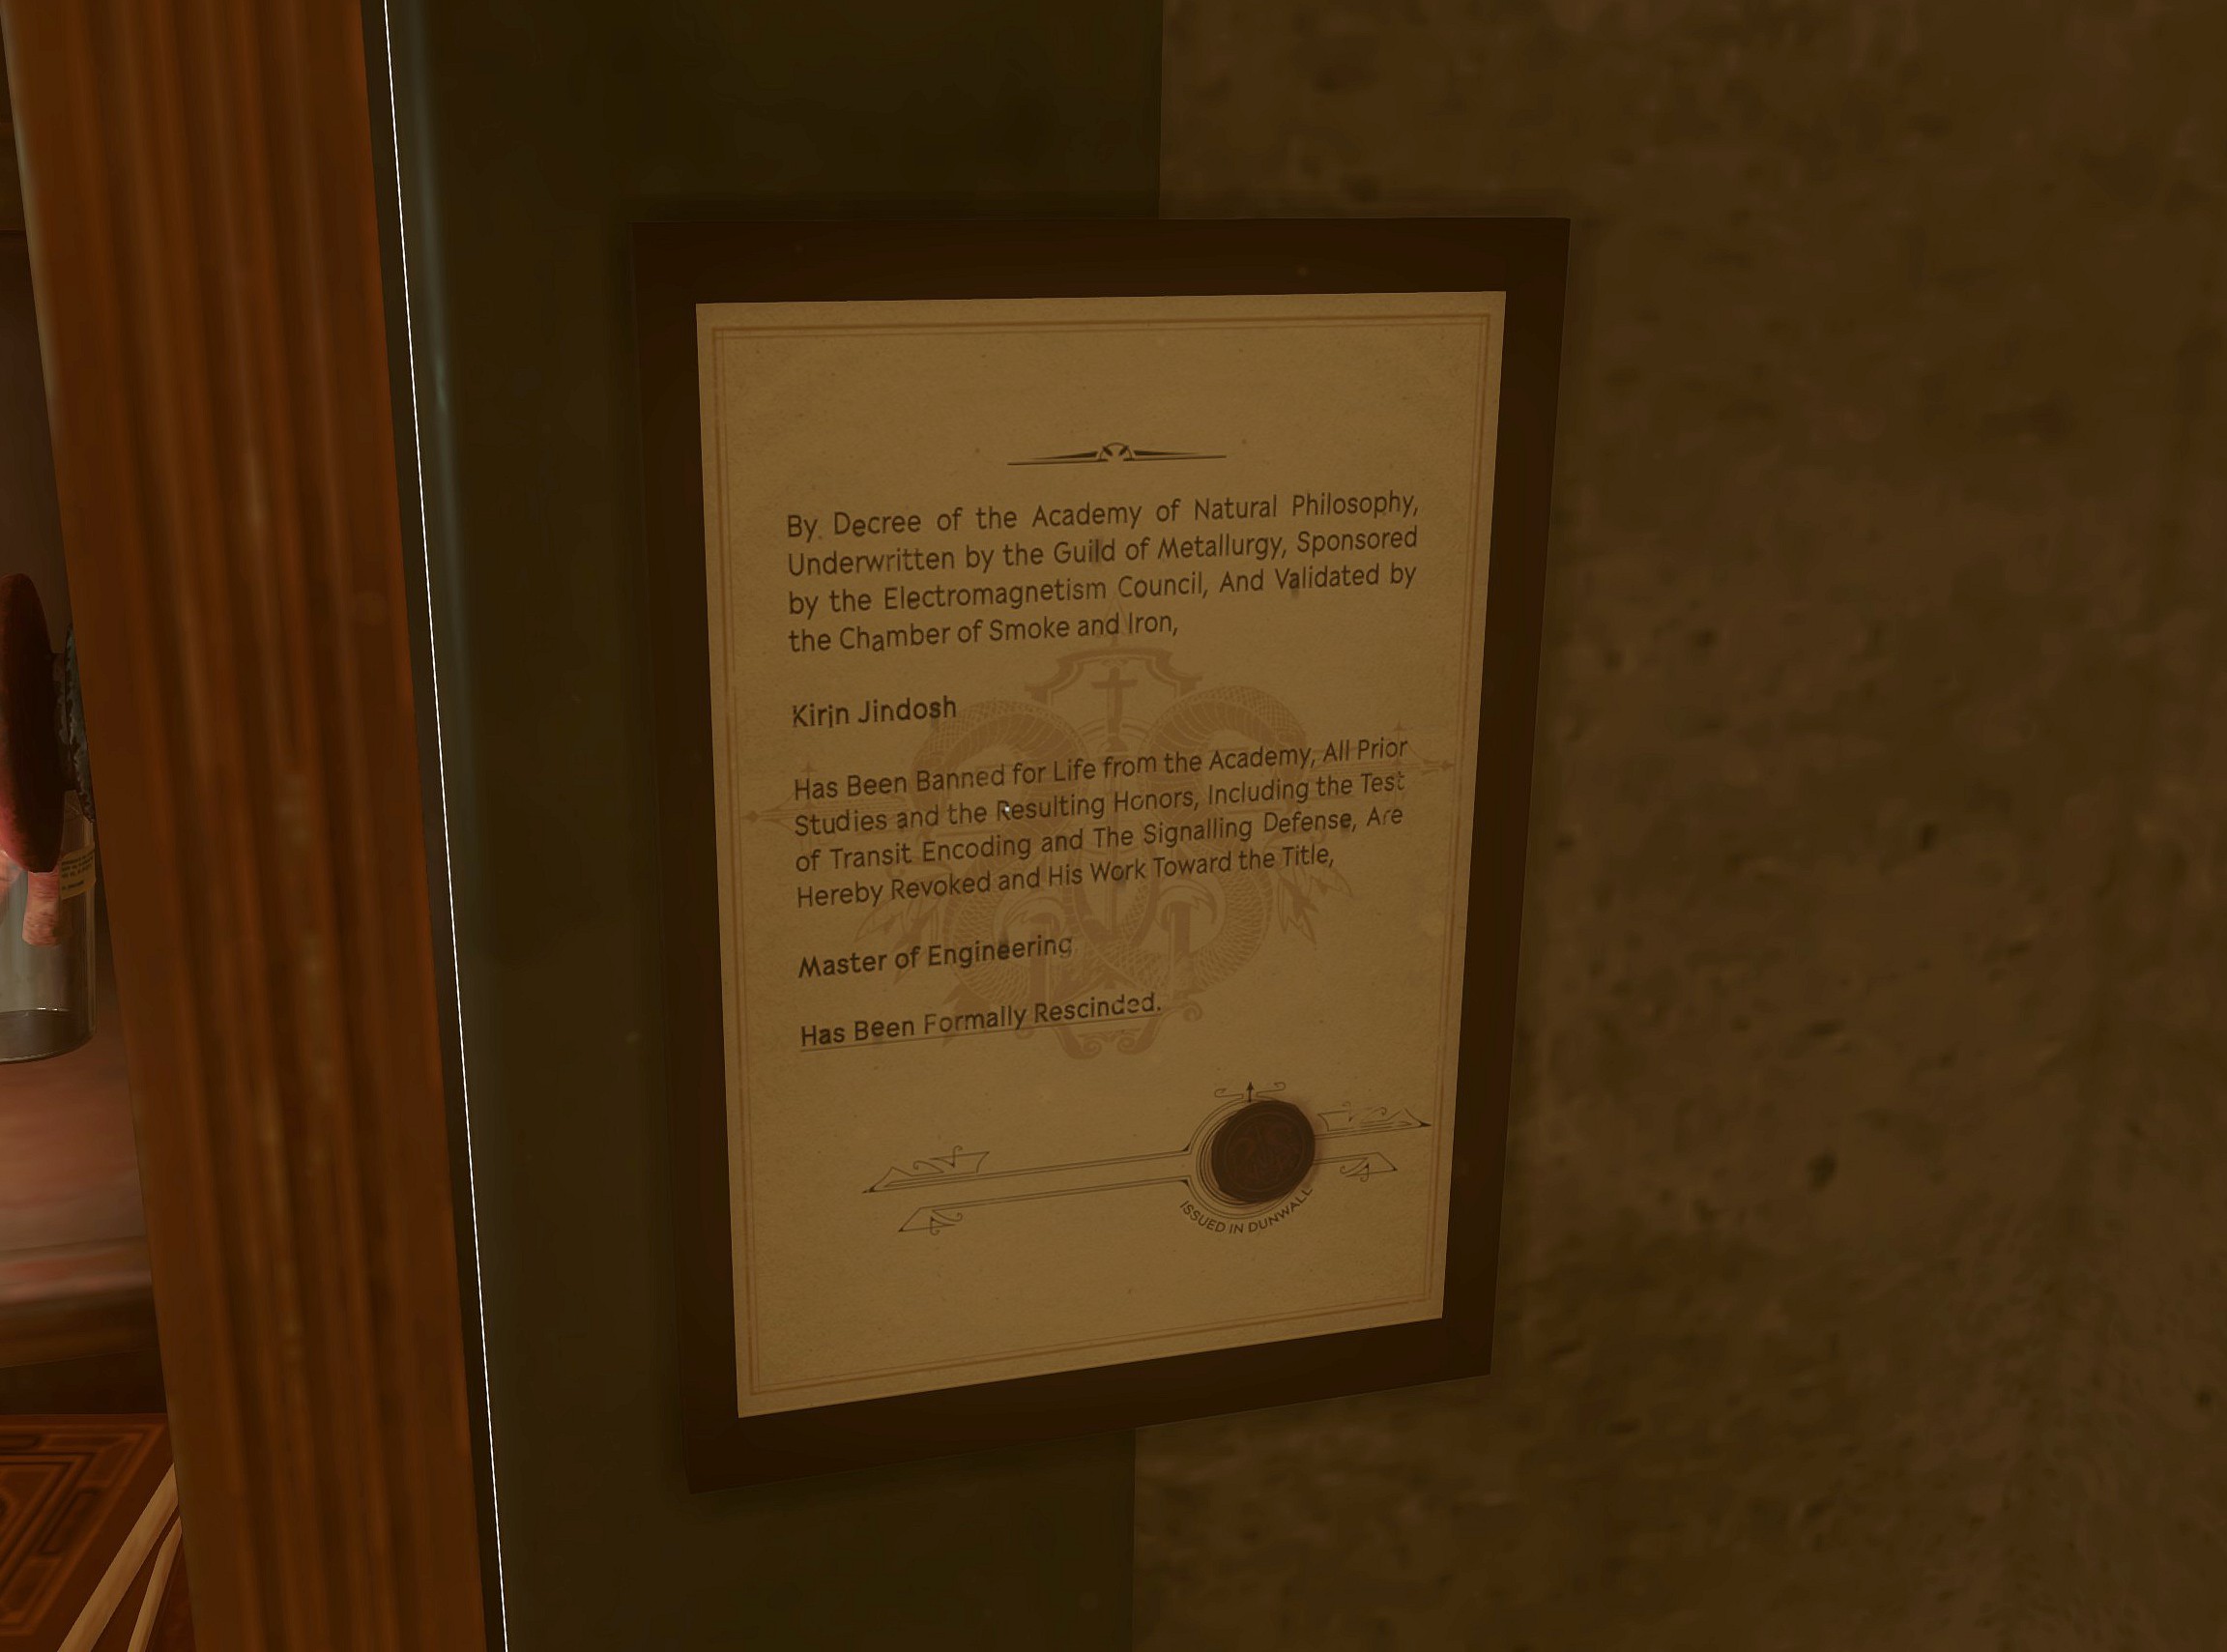 By Decree of the Academy of Natural Philosophy,
Underwritten by the Guild of Metallurgy, Sponsored
by the Electromagnetism Council, And Validated by
the Chamber of Smoke and Iron,
Kirin Jindosh
Has Been Banned for Life from the Academy, All Prior
Studies and the Resulting Honors, Including the Test
of Transit Encoding and The Signalling Defense, Are
Hereby Revoked and His Work Toward the Title,
Master of Engineering
Has Been Formally Rescinded.
ISSUED IN DUNWALL